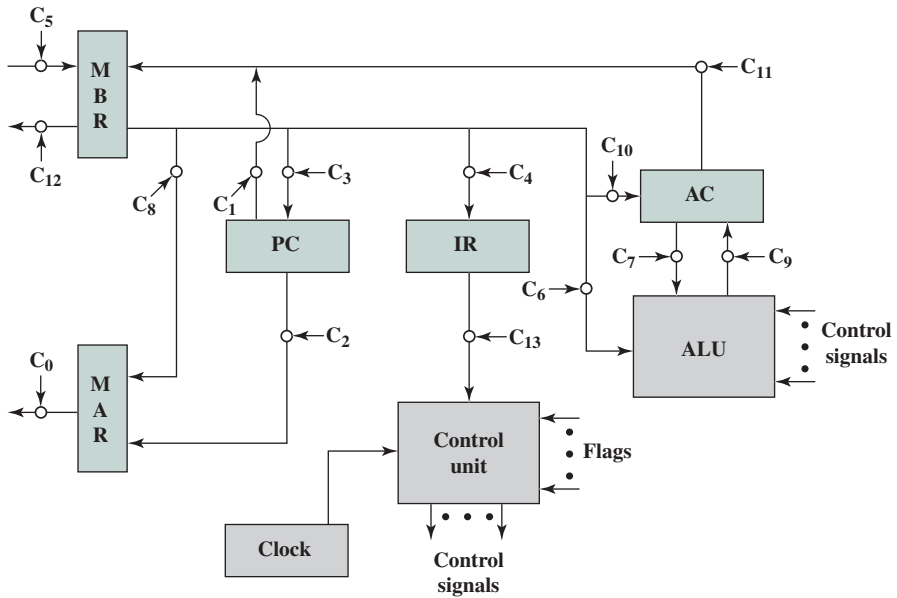 C5
M
B
R
C11
C12
C8
C1
C3
C4
C10
AC
PC
IR
C7
C9
C6
C2
C13
ALU
Control
signals
C0
M
A
R
Control
unit
Flags
Clock
Control
signals